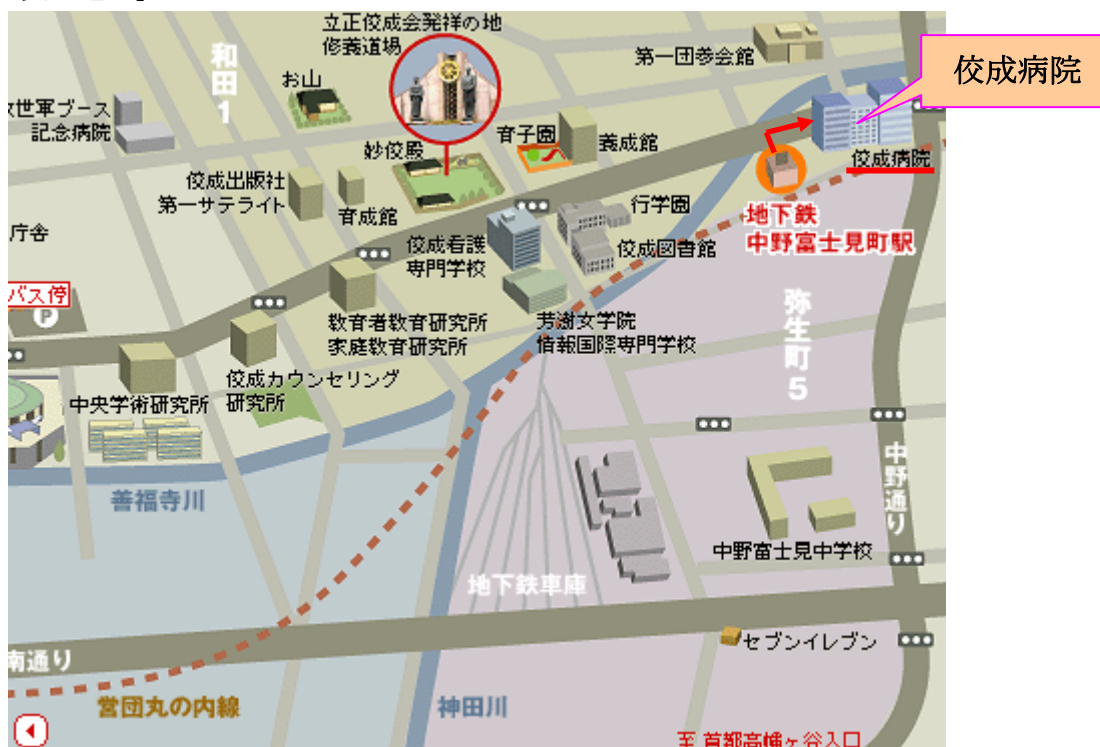 立正佼成会発祥の地
修養道場
和田1
第一団参会館
佼成病院
お山
世軍ブース
記念病院
育子園
養成館
妙佼殿
佼成病院
佼成出版社
第一サテライト
育成館
行学園
地下鉄
中野富士見町駅
庁舎
佼成看護
専門学校
佼成図書館
バス停
P
教育者教育研究所
家庭教育研究所
芳澍女学院
情報国際専門学校
弥生町5
佼成カウンセリング
研究所
中央学術研究所
中野通り
善福寺川
中野富士見中学校
地下鉄車庫
セブンイレブン
南通り
営団丸の内線
神田川
至 首都高幡ヶ谷入口